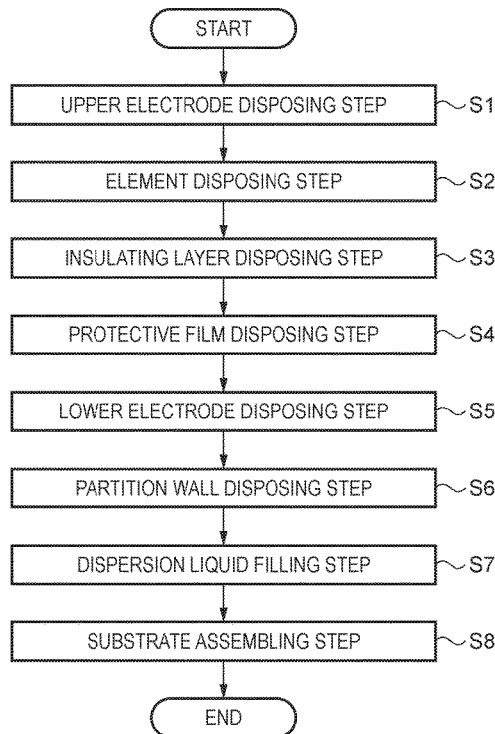 START
UPPER ELECTRODE DISPOSING STEP S1
ELEMENT DISPOSING STEP S2
INSULATING LAYER DISPOSING STEP S3
PROTECTIVE FILM DISPOSING STEP S4
LOWER ELECTRODE DISPOSING STEP S5
PARTITION WALL DISPOSING STEP S6
DISPERSION LIQUID FILLING STEP S7
SUBSTRATE ASSEMBLING STEP S8
END